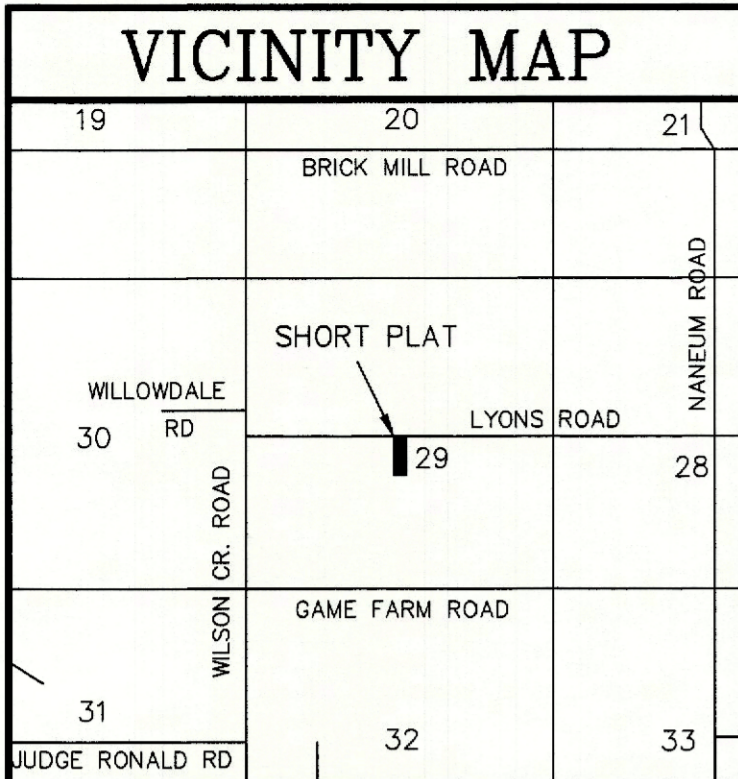 VICINITY MAP
19 20 21
BRICK MILL ROAD
NANEUM ROAD
SHORT PLAT
WILLOWDALE
RD
LYONS ROAD
30 29 28
WILSON CR. ROAD
GAME FARM ROAD
31 32 33
JUDGE RONALD RD